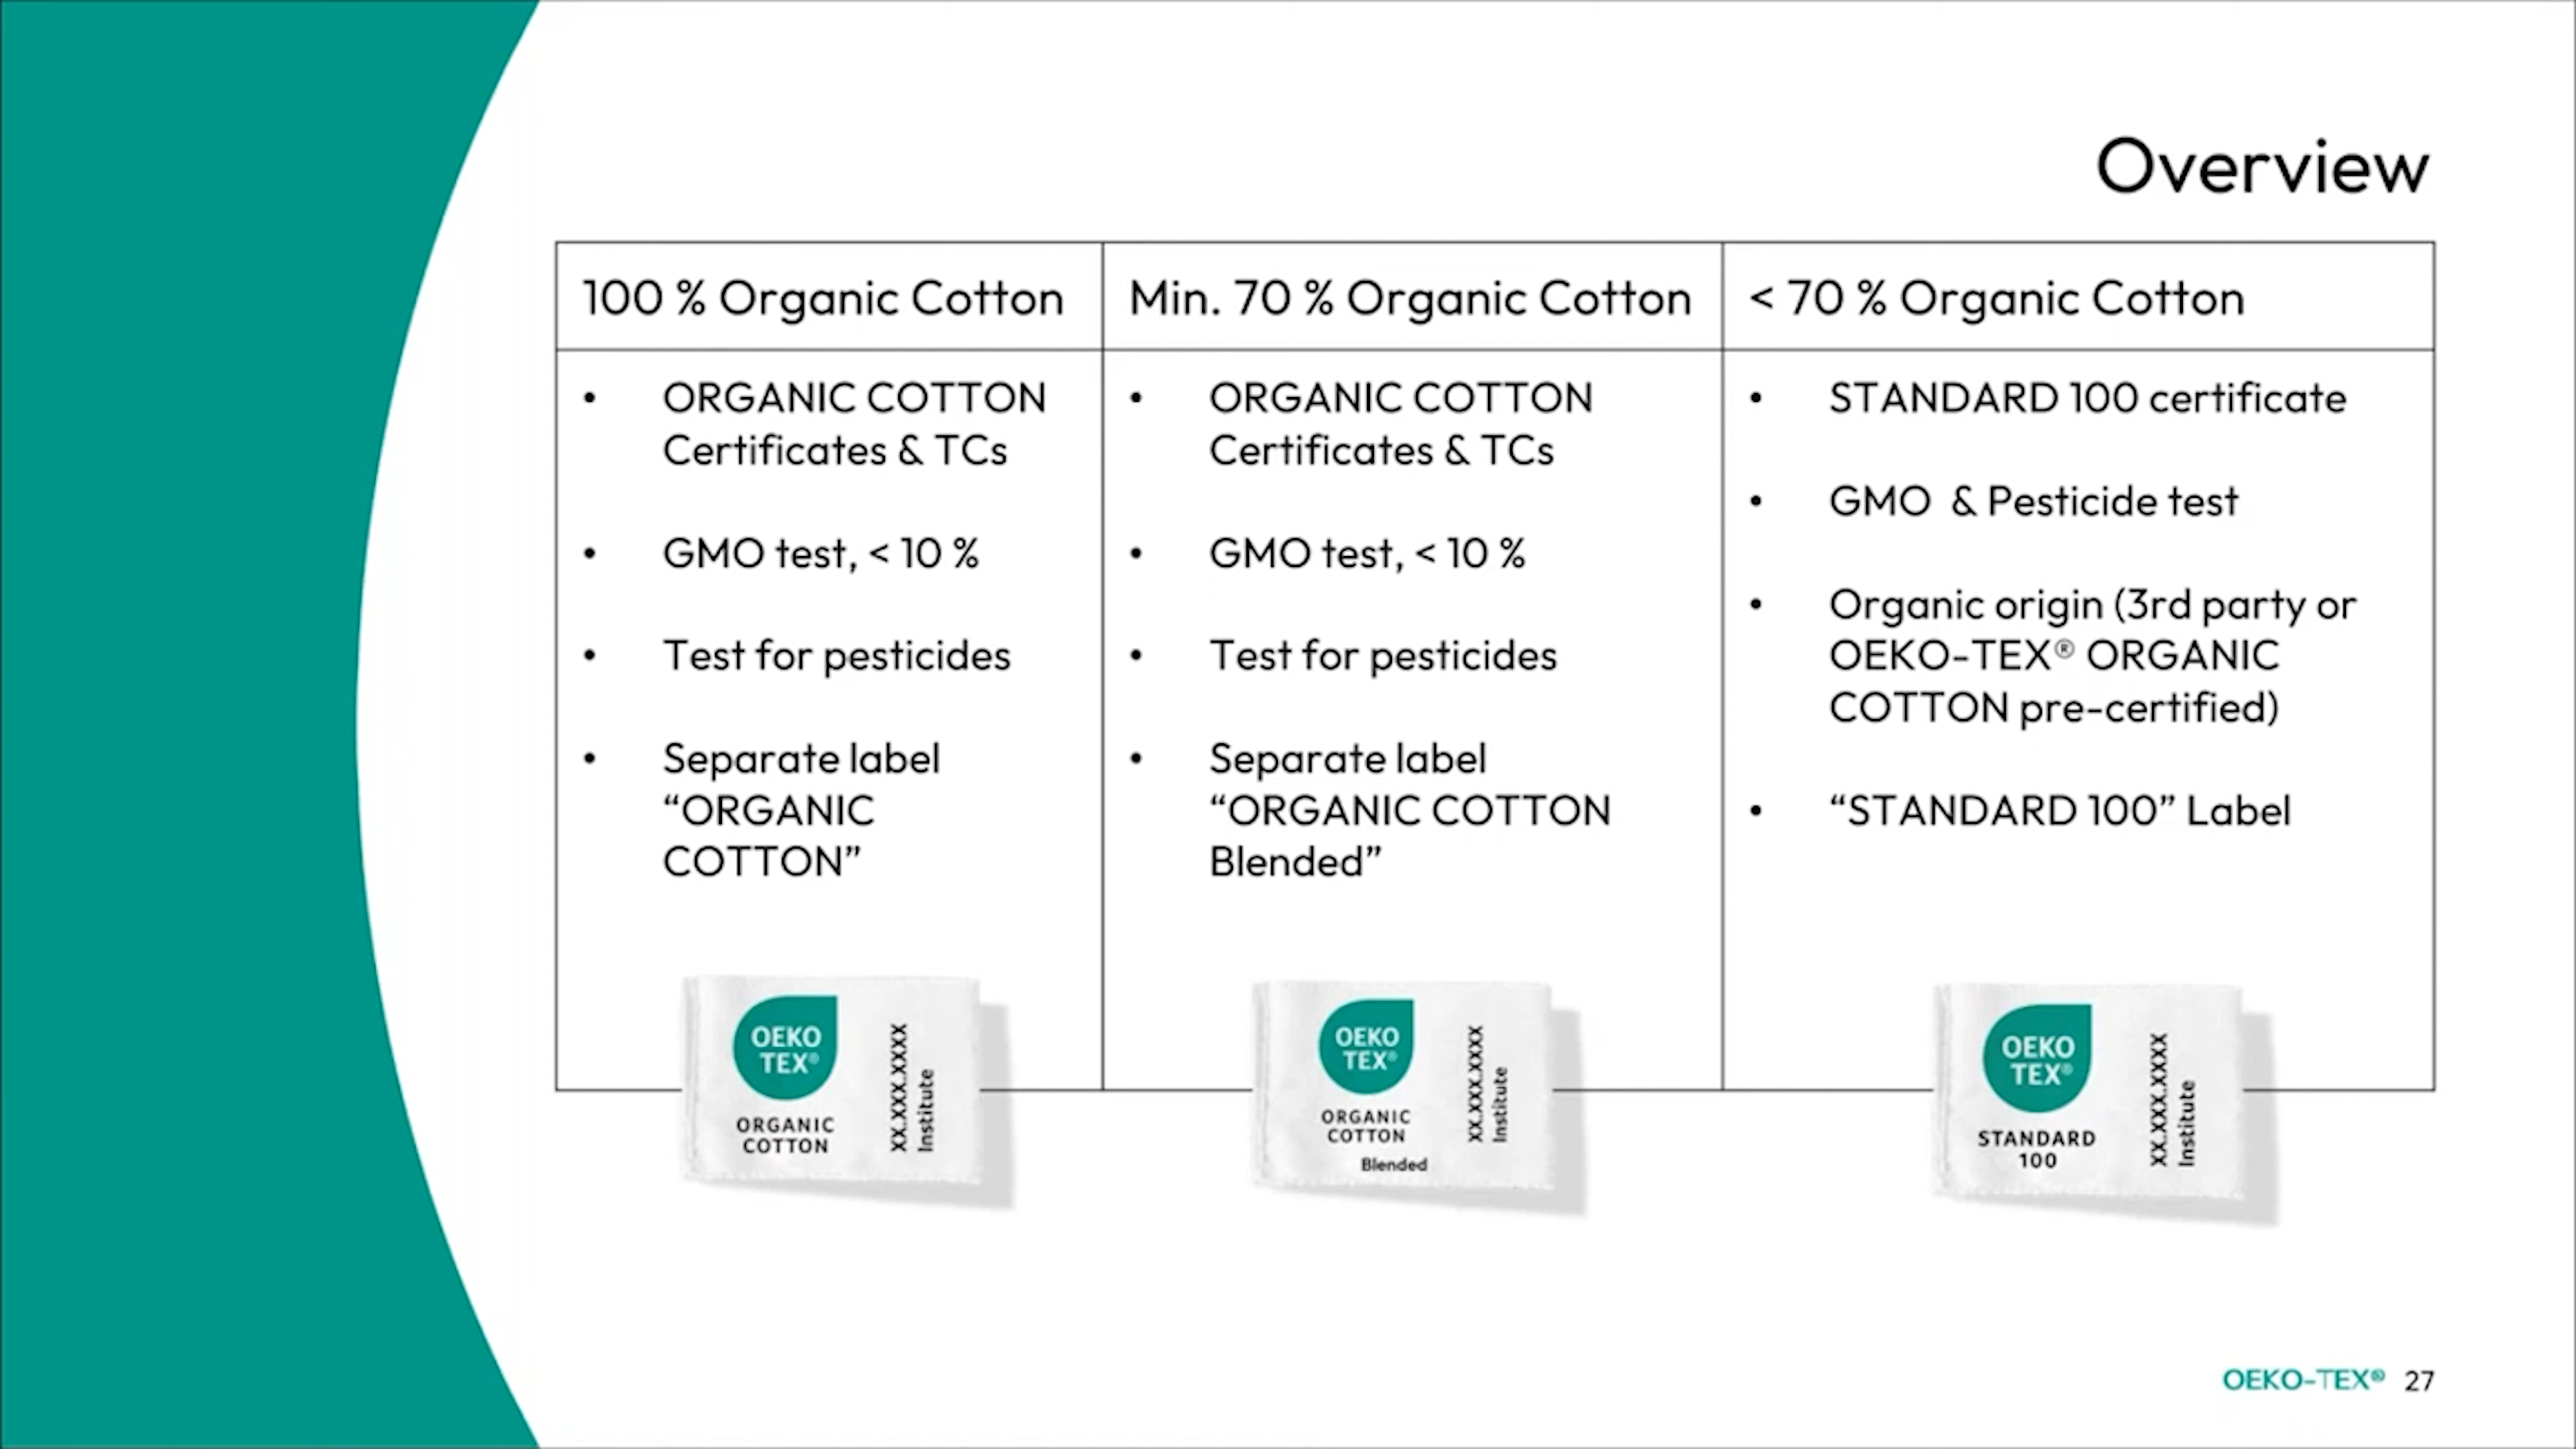 Overview
100 % Organic Cotton
• ORGANIC COTTON
Certificates & TCs
• GMO test, < 10 %
• Test for pesticides
• Separate label
“ORGANIC
COTTON”
OEKO
TEX®
ORGANIC
COTTON
XX.XXX.XXXX
Institute
Min. 70 % Organic Cotton
• ORGANIC COTTON
Certificates & TCs
• GMO test, < 10 %
• Test for pesticides
• Separate label
“ORGANIC COTTON
Blended”
OEKO
TEX®
ORGANIC
COTTON
Blended
XX.XXX.XXXX
Institute
< 70 % Organic Cotton
• STANDARD 100 certificate
• GMO & Pesticide test
• Organic origin (3rd party or
OEKO-TEX® ORGANIC
COTTON pre-certified)
• “STANDARD 100” Label
OEKO
TEX®
STANDARD
100
XX.XXX.XXXX
Institute
OEKO-TEX® 27